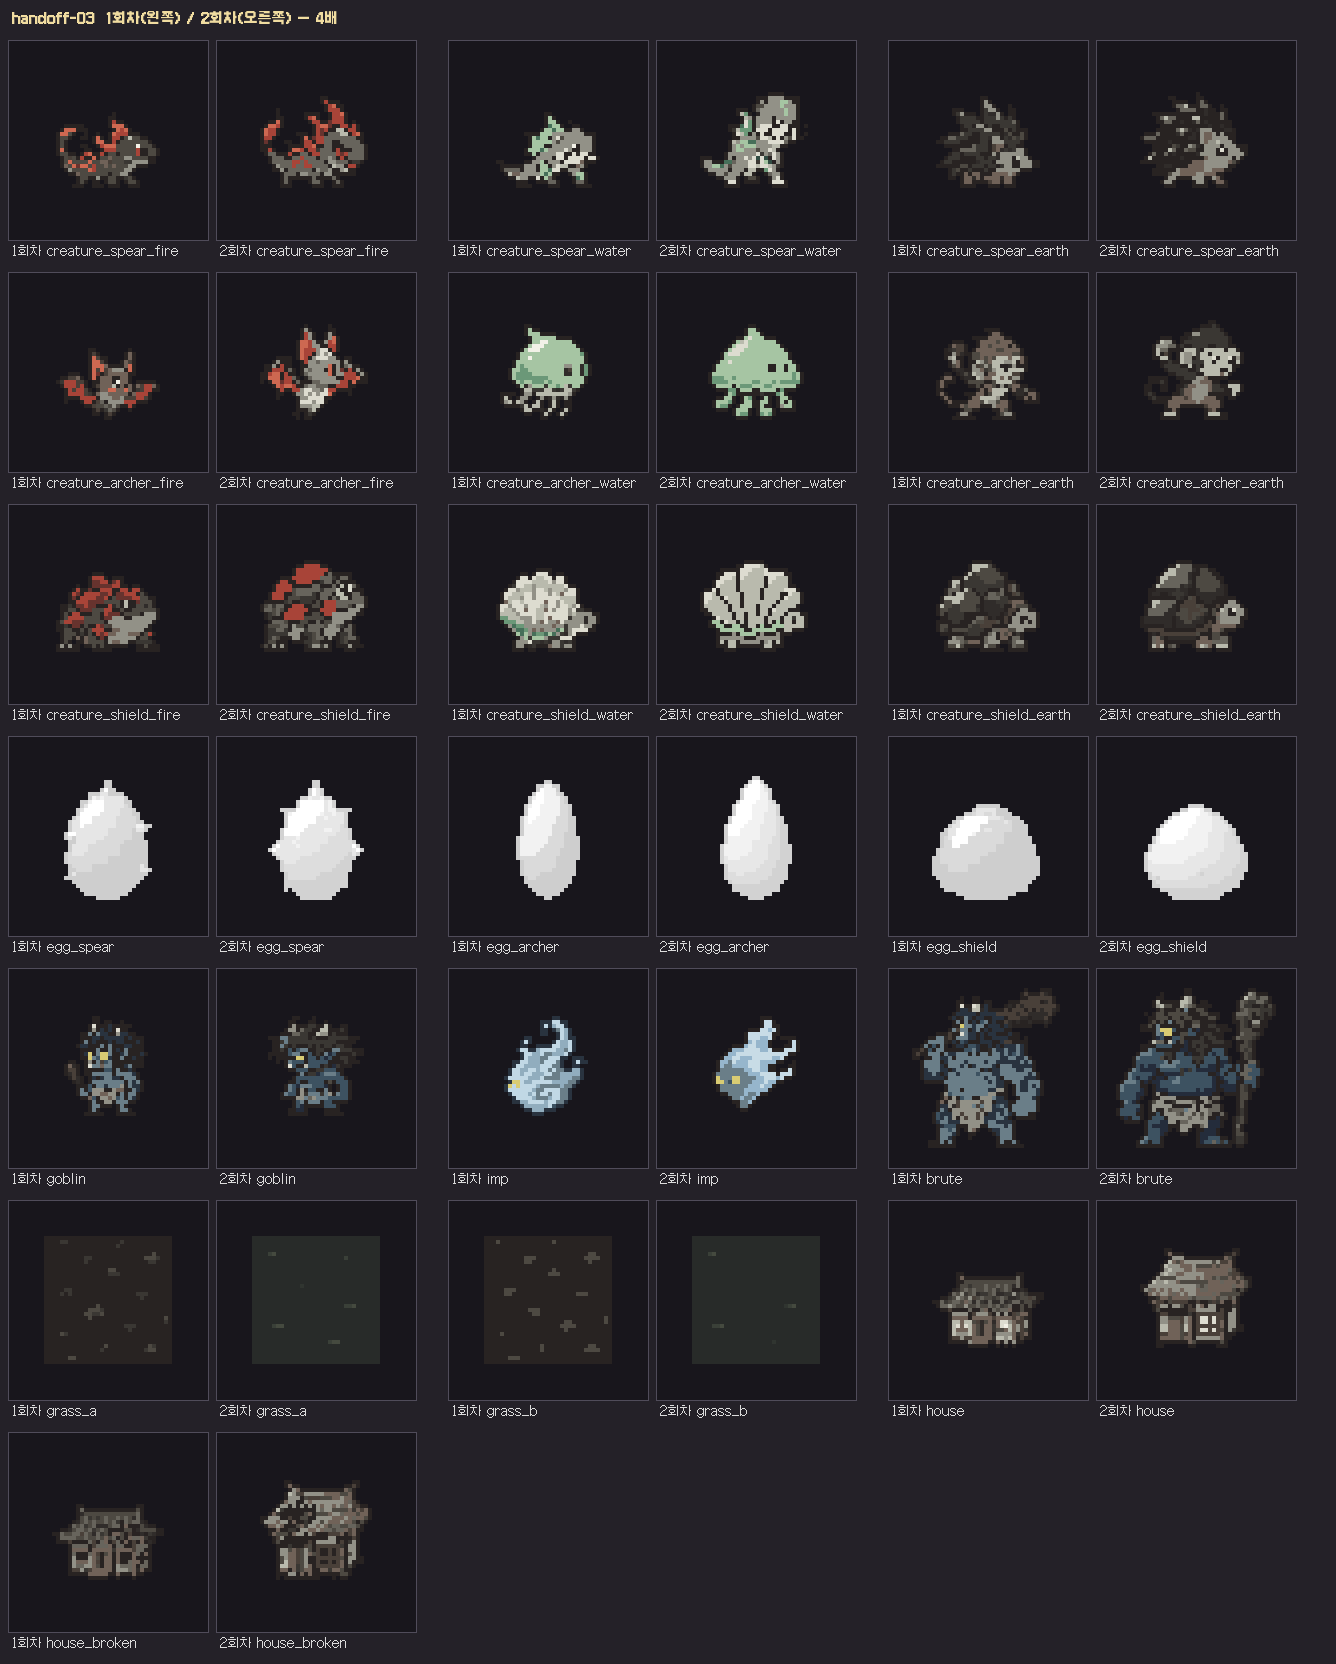 handoff-03 1회차(왼쪽) / 2회차(오른쪽) — 4배
1회차 creature_spear_fire
2회차 creature_spear_fire
1회차 creature_spear_water
2회차 creature_spear_water
1회차 creature_spear_earth
2회차 creature_spear_earth
1회차 creature_archer_fire
2회차 creature_archer_fire
1회차 creature_archer_water
2회차 creature_archer_water
1회차 creature_archer_earth
2회차 creature_archer_earth
1회차 creature_shield_fire
2회차 creature_shield_fire
1회차 creature_shield_water
2회차 creature_shield_water
1회차 creature_shield_earth
2회차 creature_shield_earth
1회차 egg_spear
2회차 egg_spear
1회차 egg_archer
2회차 egg_archer
1회차 egg_shield
2회차 egg_shield
1회차 goblin
2회차 goblin
1회차 imp
2회차 imp
1회차 brute
2회차 brute
1회차 grass_a
2회차 grass_a
1회차 grass_b
2회차 grass_b
1회차 house
2회차 house
1회차 house_broken
2회차 house_broken